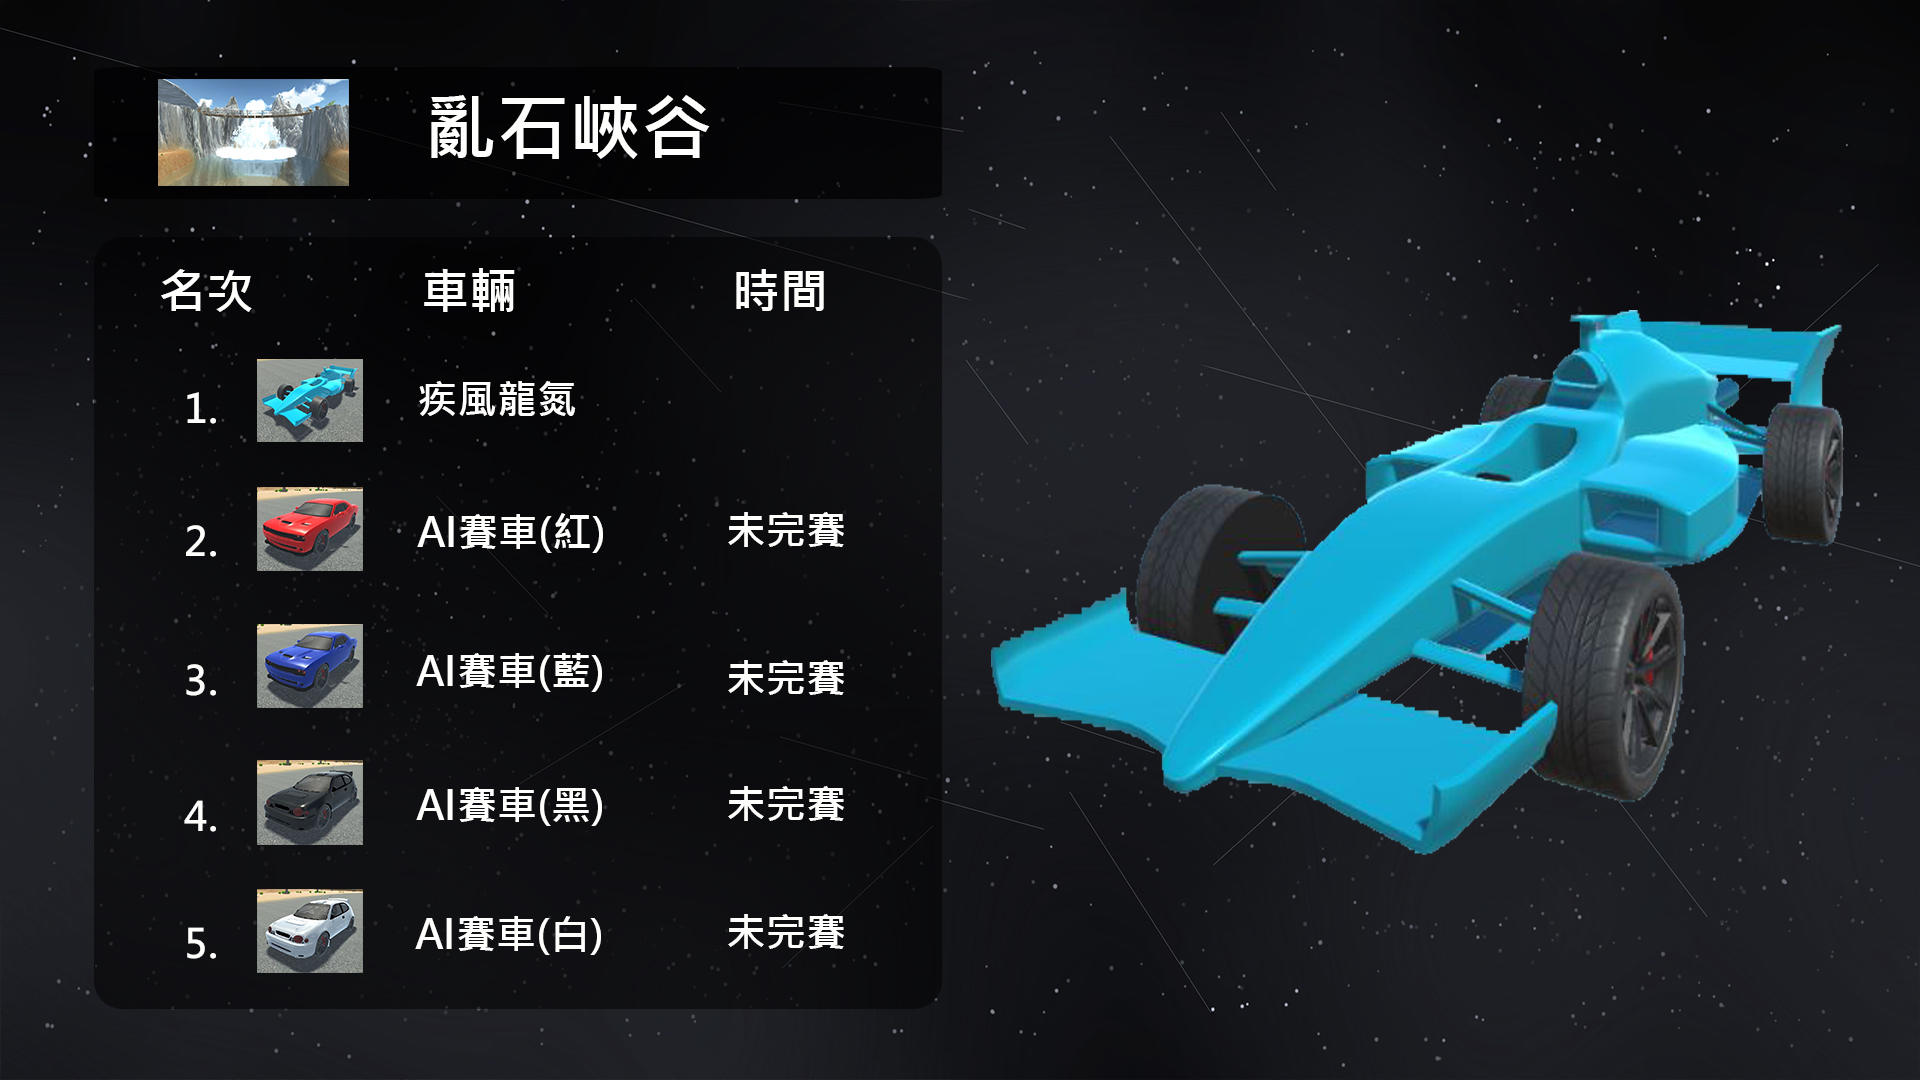 亂石峽谷
名次 車輛 時間
1. 疾風龍氮
2. AI賽車(紅) 未完賽
3. AI賽車(藍) 未完賽
4. AI賽車(黑) 未完賽
5. AI賽車(白) 未完賽